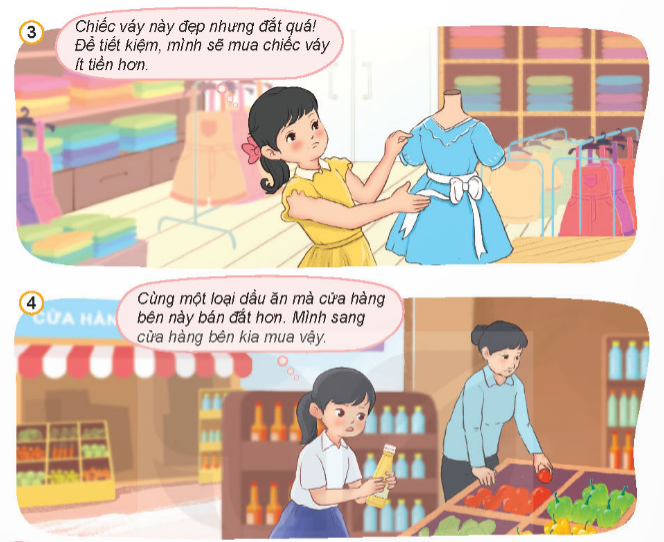 3
Chiếc váy này đẹp nhưng đắt quá!
Để tiết kiệm, mình sẽ mua chiếc váy
ít tiền hơn.
4
Cùng một loại dầu ăn mà cửa hàng
bên này bán đắt hơn. Mình sang
cửa hàng bên kia mua vậy.
CỬA HÀN